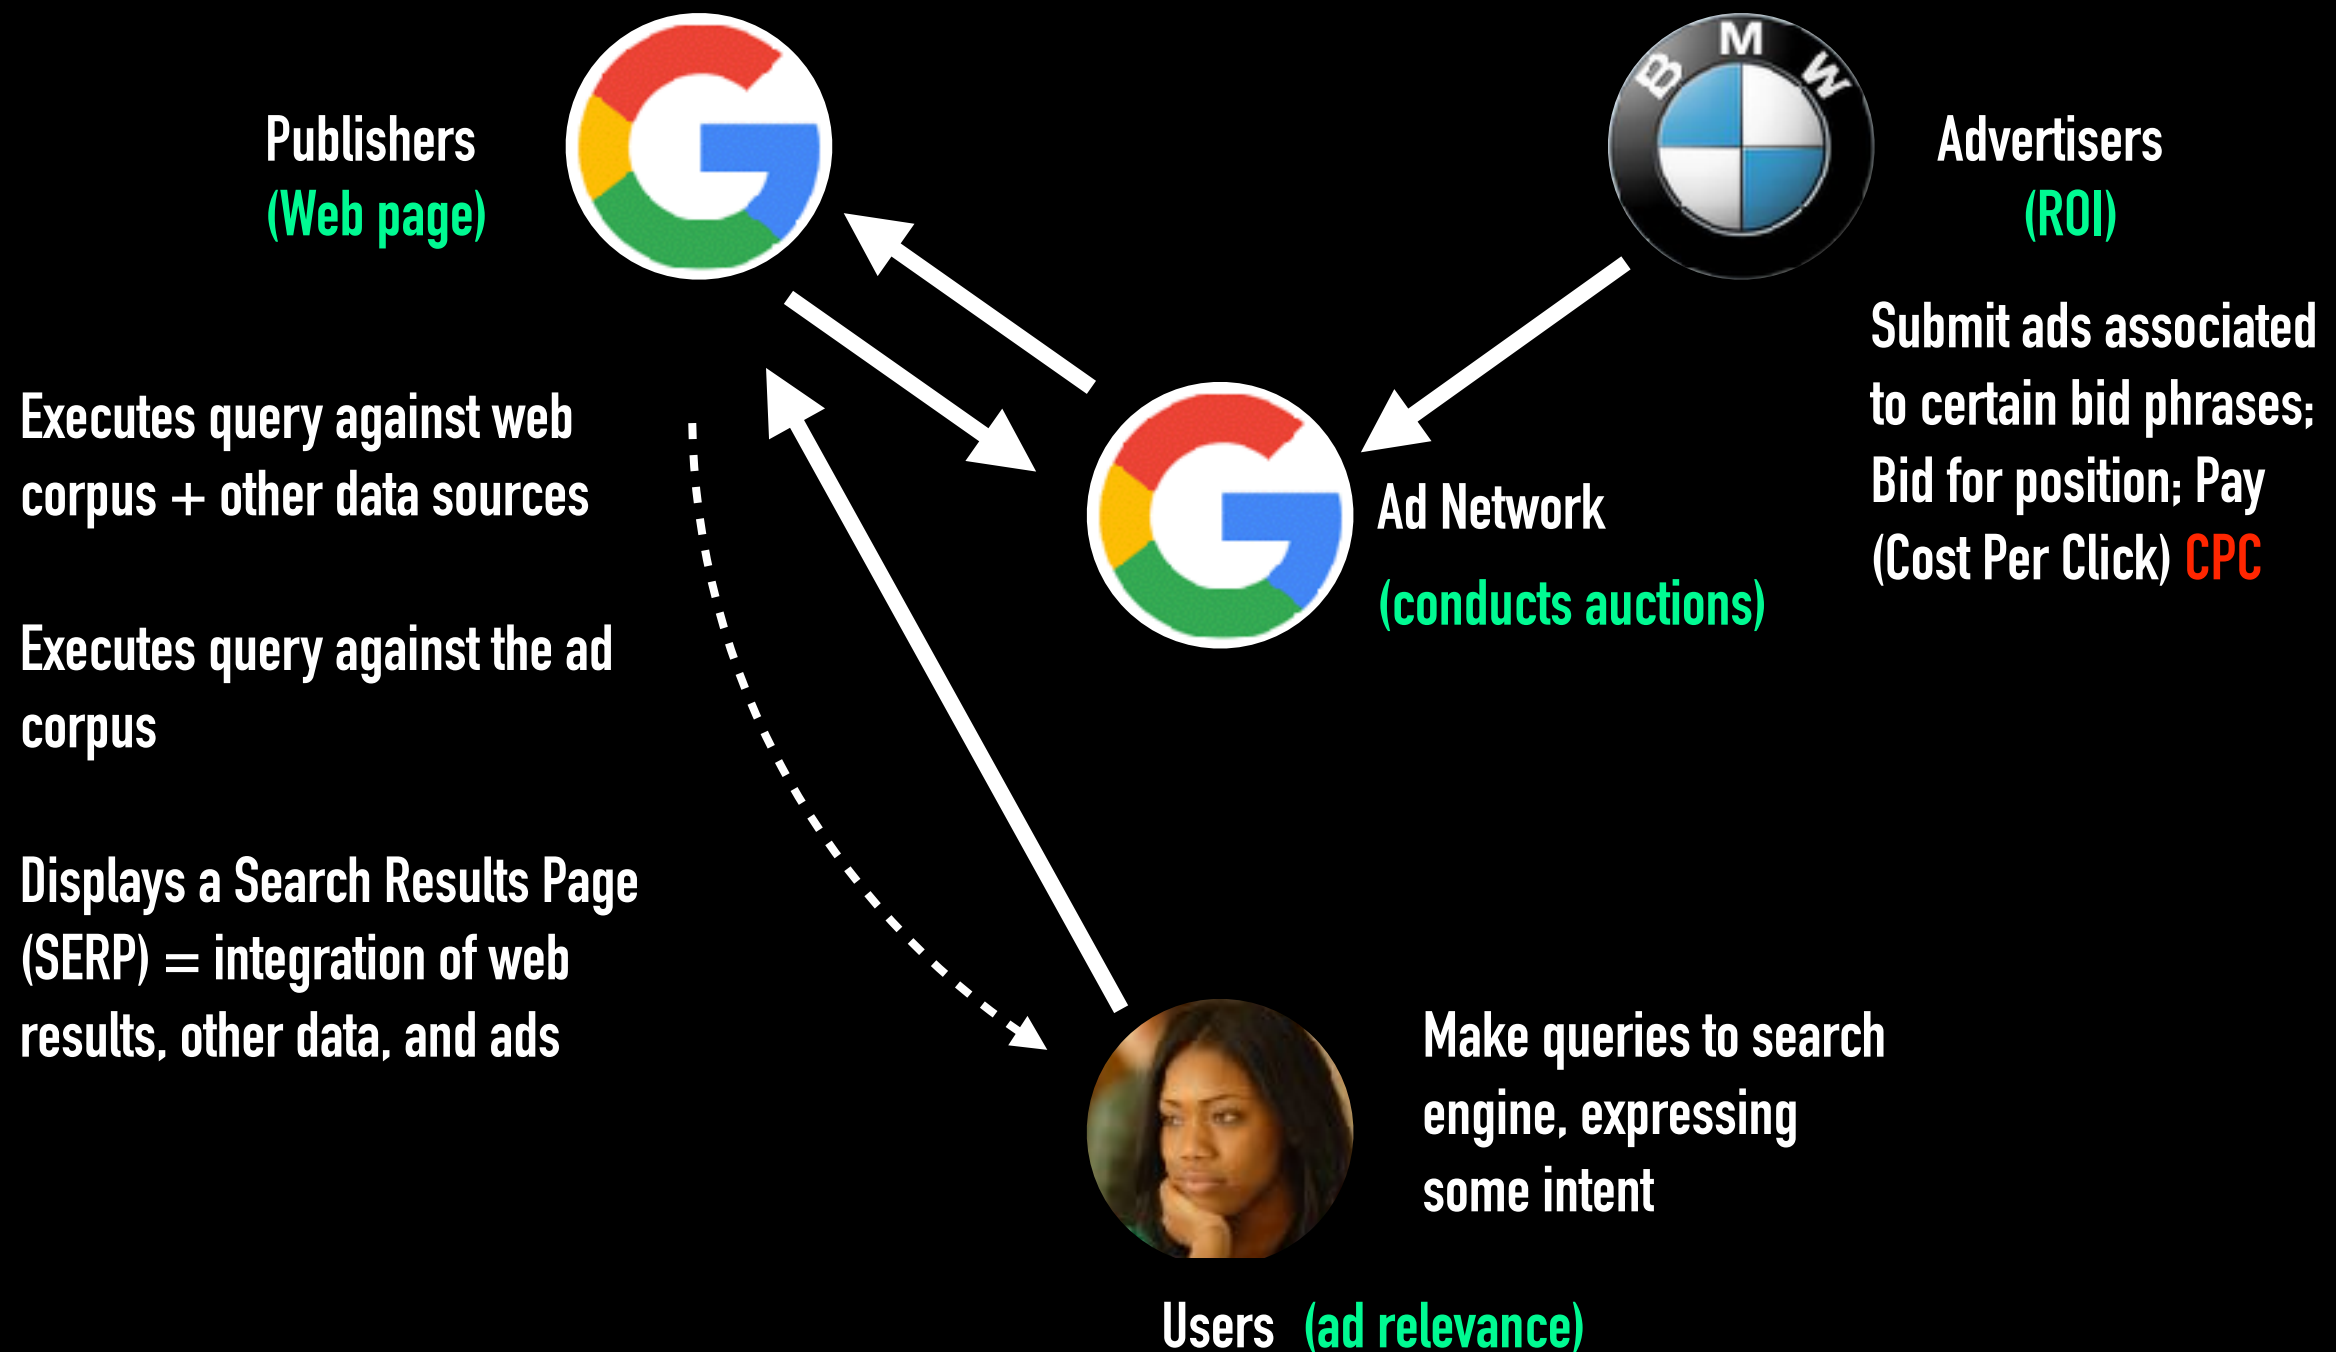 Publishers
(Web page)
B M W
Advertisers
(ROI)
Submit ads associated
to certain bid phrases;
Bid for position; Pay
(Cost Per Click) CPC
Executes query against web
corpus + other data sources
Executes query against the ad
corpus
Displays a Search Results Page
(SERP) = integration of web
results, other data, and ads
Ad Network
(conducts auctions)
Make queries to search
engine, expressing
some intent
Users (ad relevance)